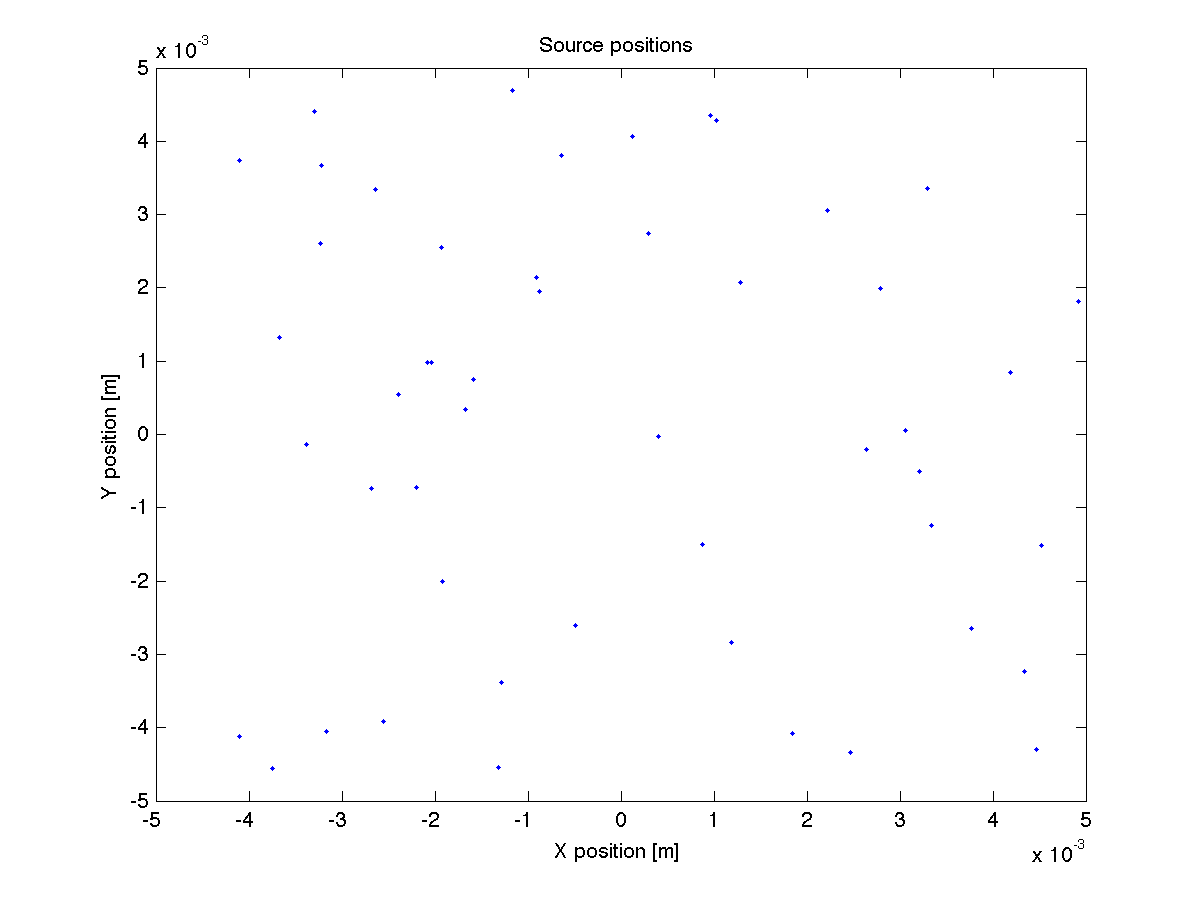 Source positions
x 10^-3
5
4
3
2
1
0
-1
-2
-3
-4
-5
Y position [m]
-5 -4 -3 -2 -1 0 1 2 3 4 5
X position [m]
x 10^-3